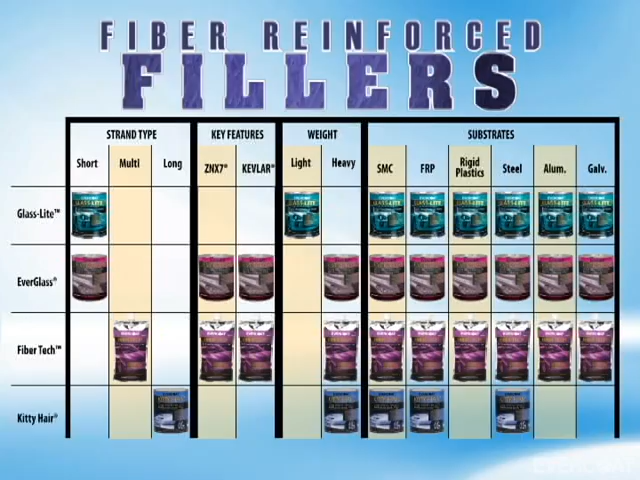 FIBER REINFORCED
FILLERS
STRAND TYPE KEY FEATURES WEIGHT SUBSTRATES
Short Multi Long ZNX7® KEVLAR® Light Heavy SMC FRP Rigid Plastics Steel Alum. Galv.
Glass-Lite™
EverGlass®
Fiber Tech™
Kitty Hair®